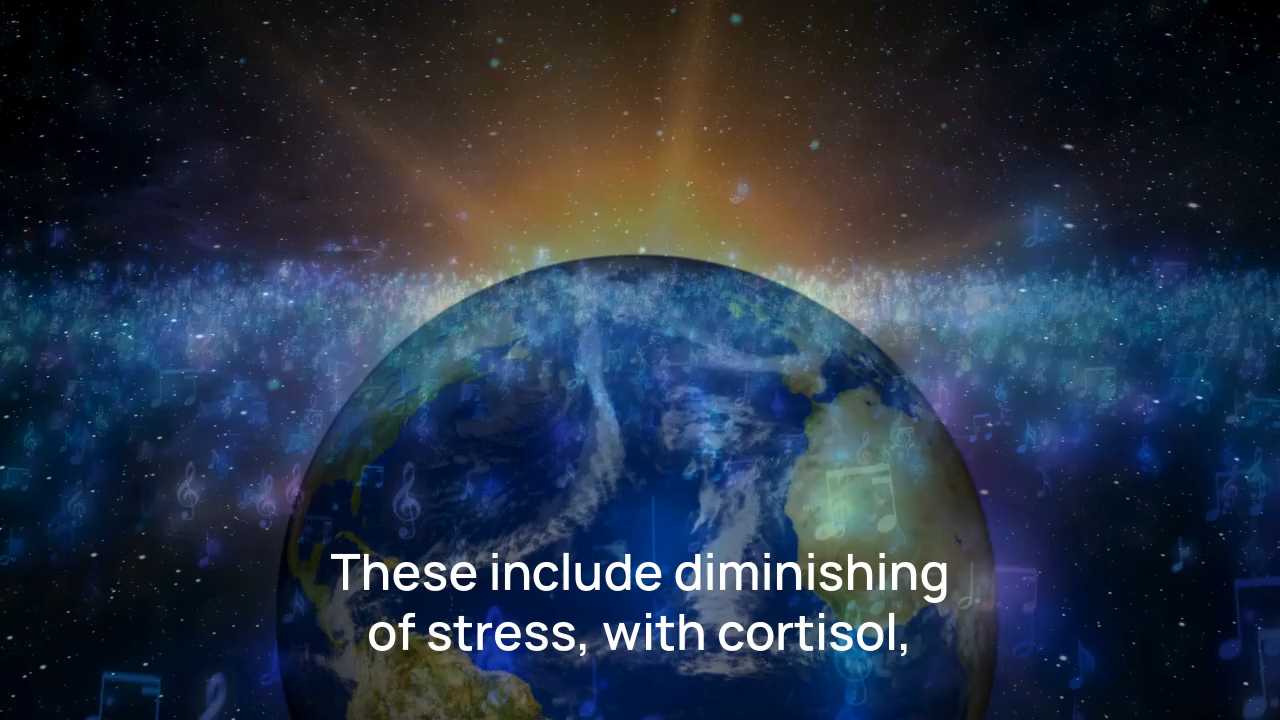 These include diminishing
of stress, with cortisol,